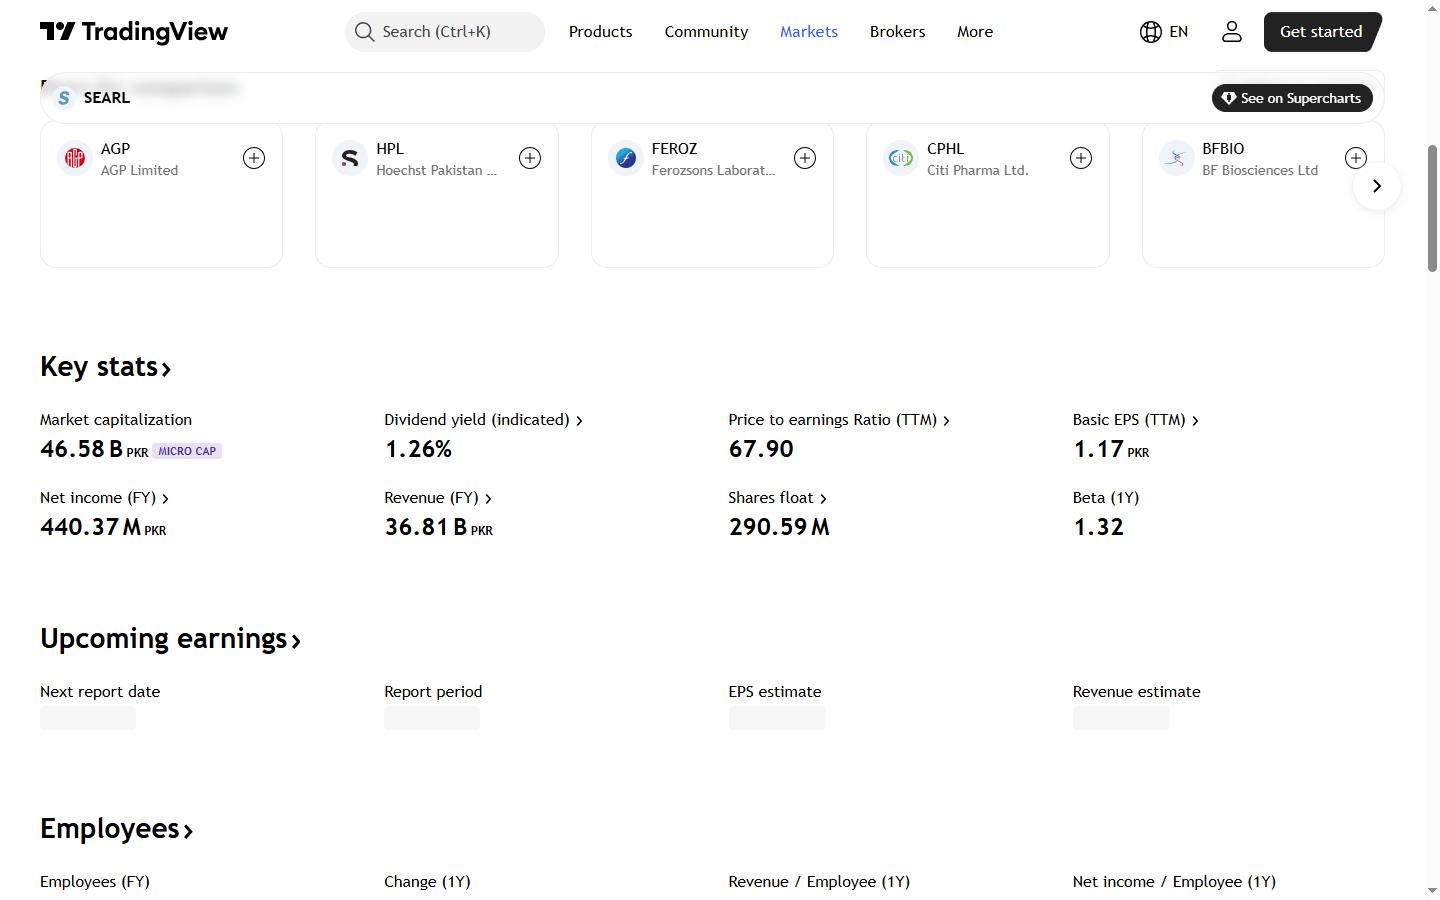 TradingView
Search (Ctrl+K)
Products
Community
Markets
Brokers
More
EN
Get started
SEARL
See on Supercharts
AGP
AGP Limited
HPL
Hoechst Pakistan ...
FEROZ
Ferozsons Laborat...
CPHL
Citi Pharma Ltd.
BFBIO
BF Biosciences Ltd
Key stats
Market capitalization
46.58 B PKR MICRO CAP
Dividend yield (indicated)
1.26%
Price to earnings Ratio (TTM)
67.90
Basic EPS (TTM)
1.17 PKR
Net income (FY)
440.37 M PKR
Revenue (FY)
36.81 B PKR
Shares float
290.59 M
Beta (1Y)
1.32
Upcoming earnings
Next report date
Report period
EPS estimate
Revenue estimate
Employees
Employees (FY)
Change (1Y)
Revenue / Employee (1Y)
Net income / Employee (1Y)